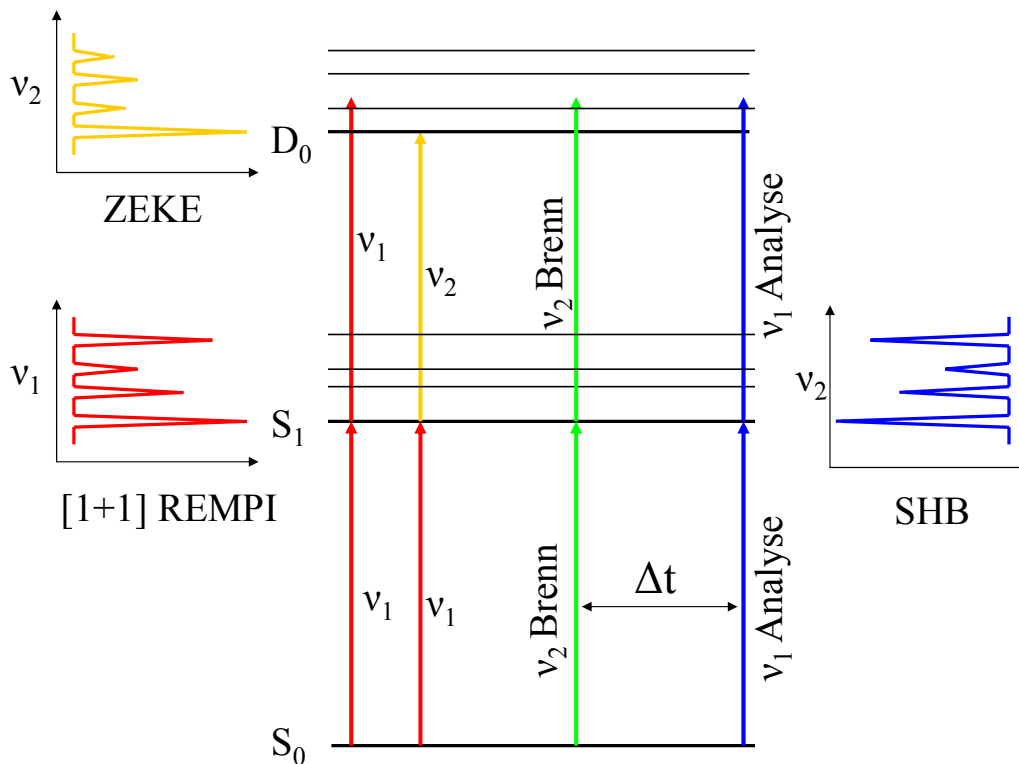 ν2
ZEKE
D0
ν1
ν2
ν2 Brenn
ν1 Analyse
ν1
[1+1] REMPI
S1
ν2
SHB
ν1
ν1
ν2 Brenn
Δt
ν1 Analyse
S0